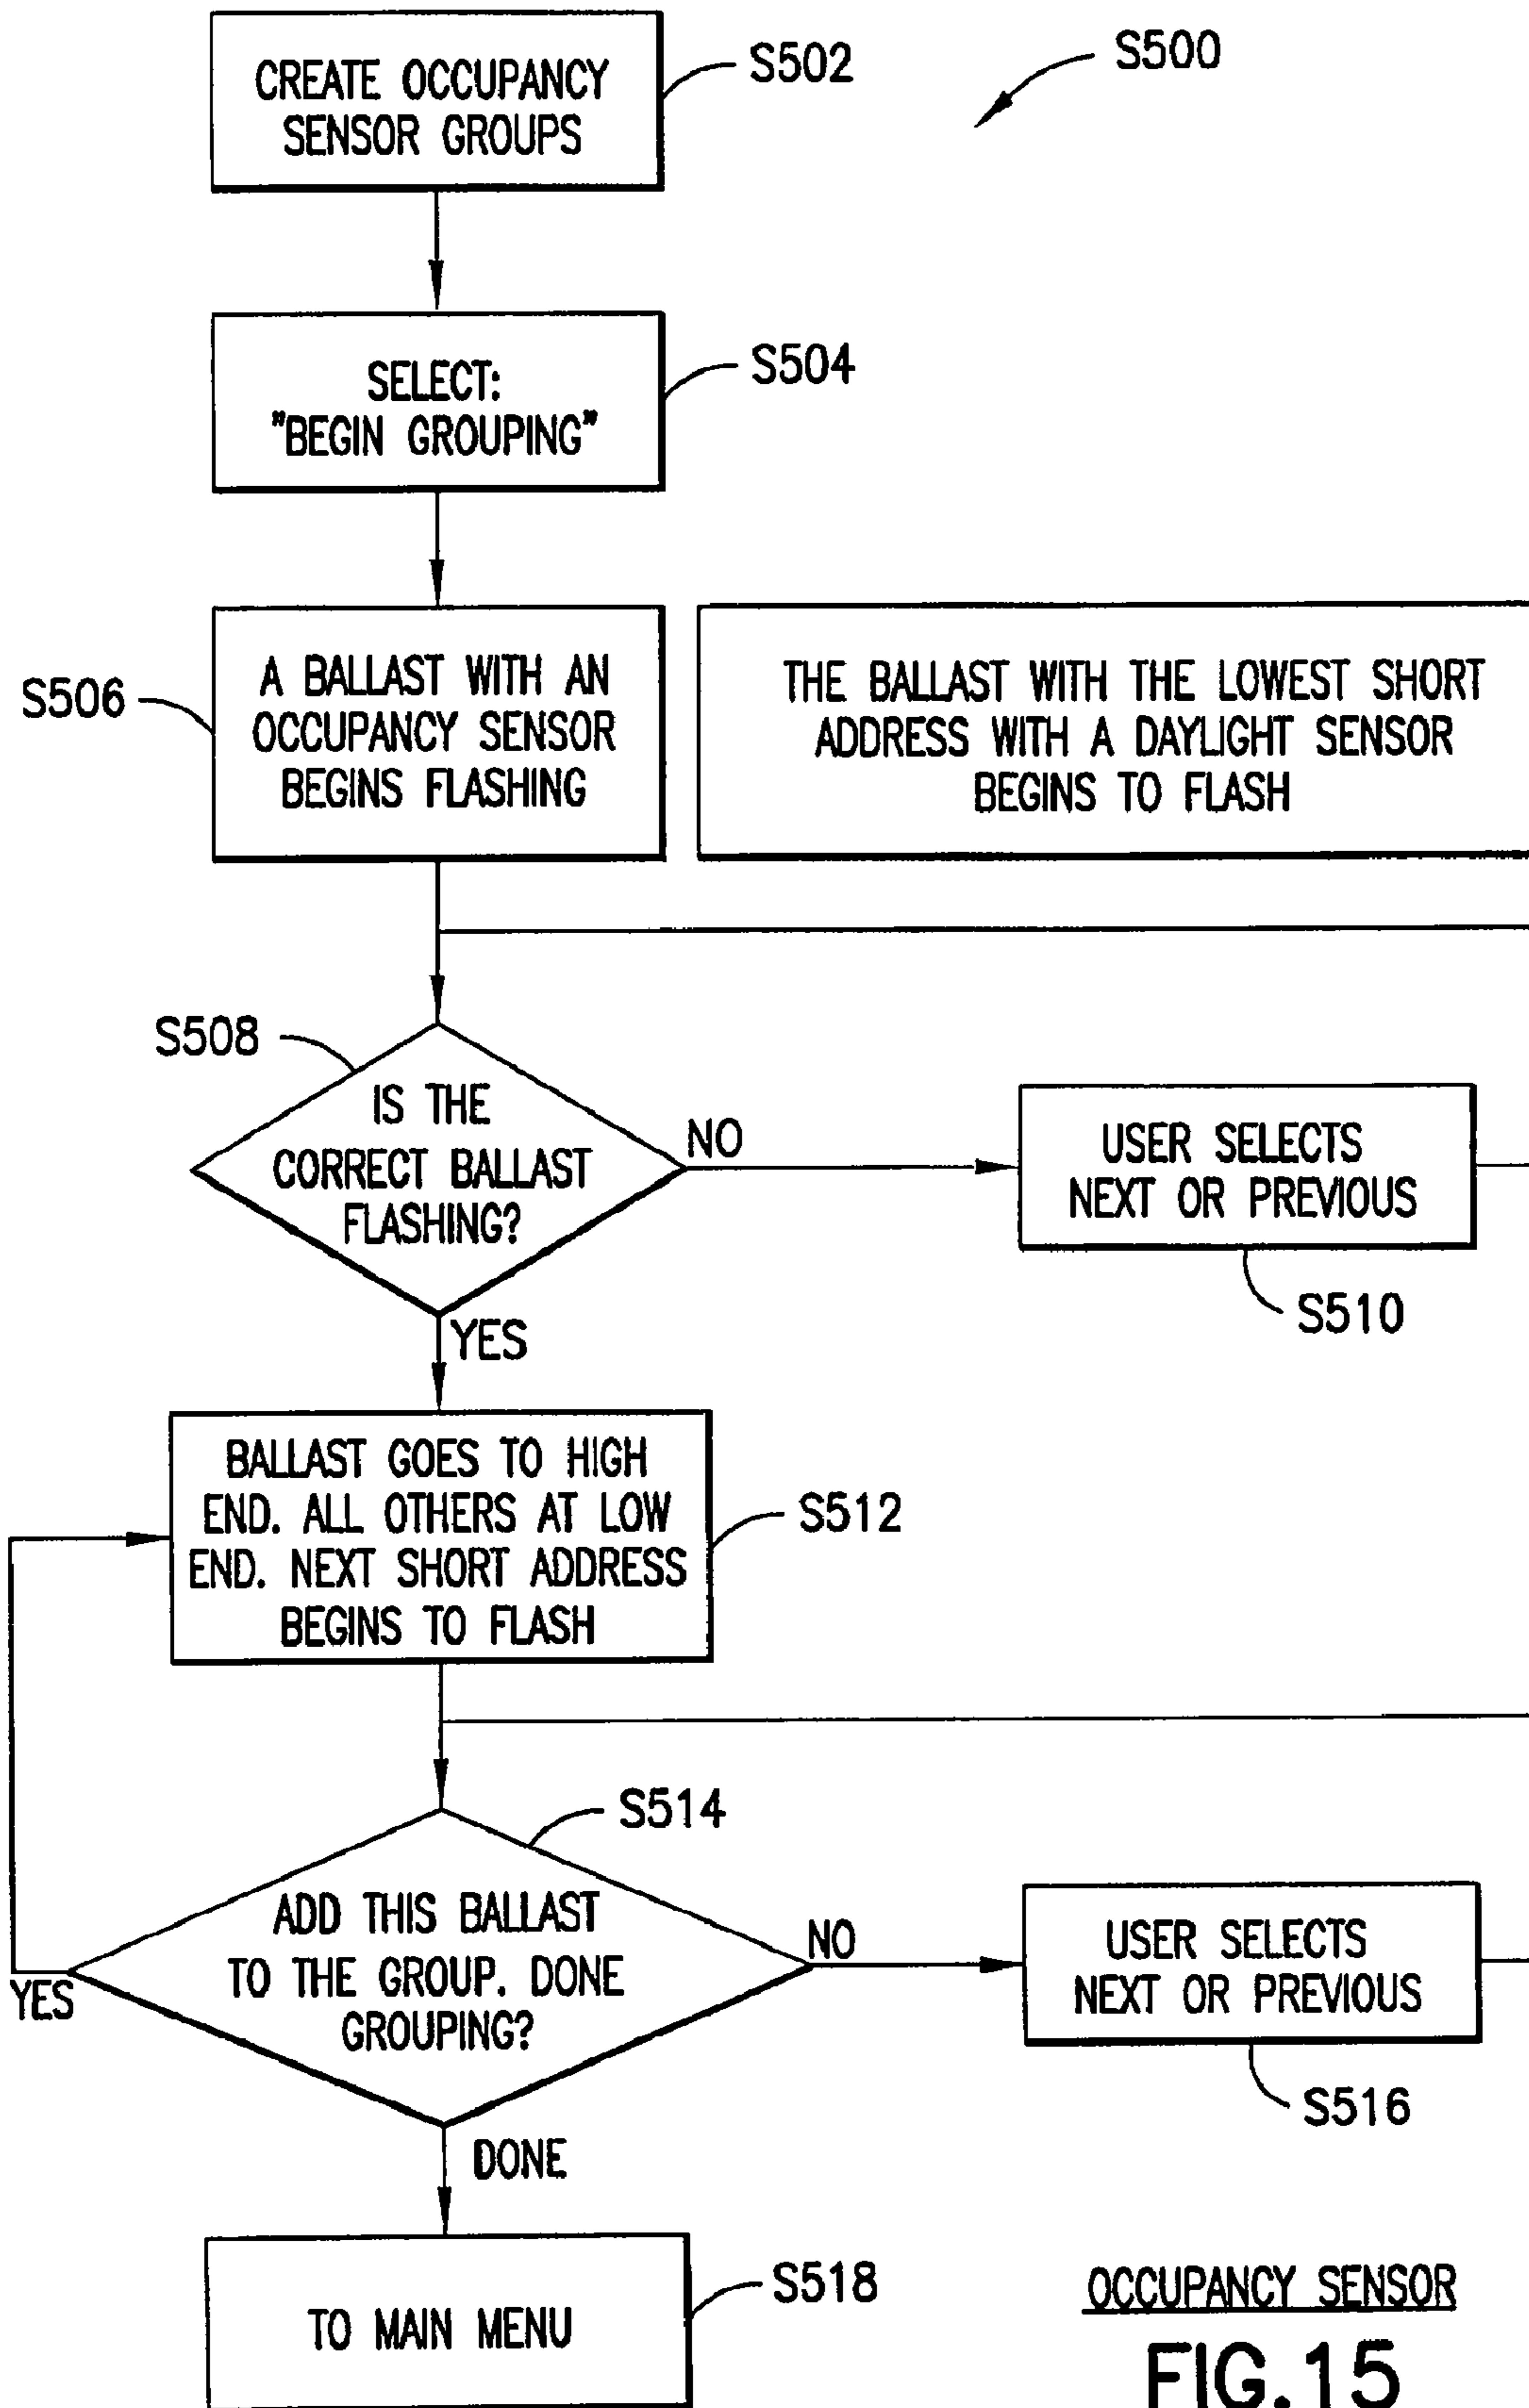 CREATE OCCUPANCY
SENSOR GROUPS
S502
S500
SELECT:
"BEGIN GROUPING"
S504
A BALLAST WITH AN
OCCUPANCY SENSOR
BEGINS FLASHING
S506
THE BALLAST WITH THE LOWEST SHORT
ADDRESS WITH A DAYLIGHT SENSOR
BEGINS TO FLASH
S508
IS THE
CORRECT BALLAST
FLASHING?
NO
USER SELECTS
NEXT OR PREVIOUS
S510
YES
BALLAST GOES TO HIGH
END. ALL OTHERS AT LOW
END. NEXT SHORT ADDRESS
BEGINS TO FLASH
S512
S514
ADD THIS BALLAST
TO THE GROUP. DONE
GROUPING?
YES
NO
USER SELECTS
NEXT OR PREVIOUS
S516
DONE
TO MAIN MENU
S518
OCCUPANCY SENSOR
FIG.15